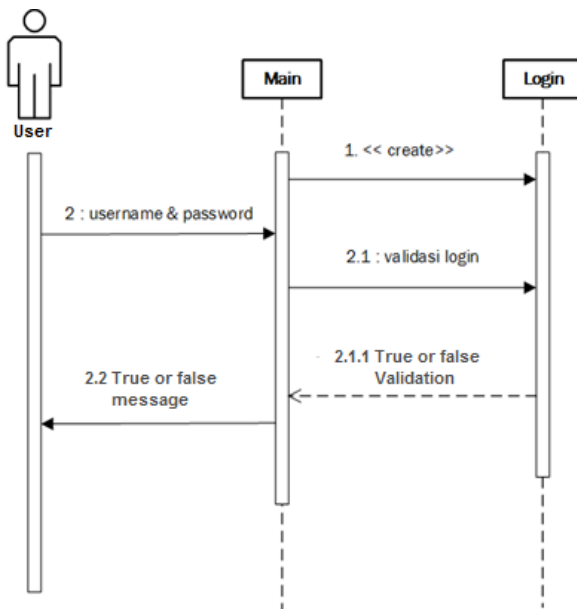 User
Main
Login
1. << create>>
2 : username & password
2.1 : validasi login
2.1.1 True or false
Validation
2.2 True or false
message